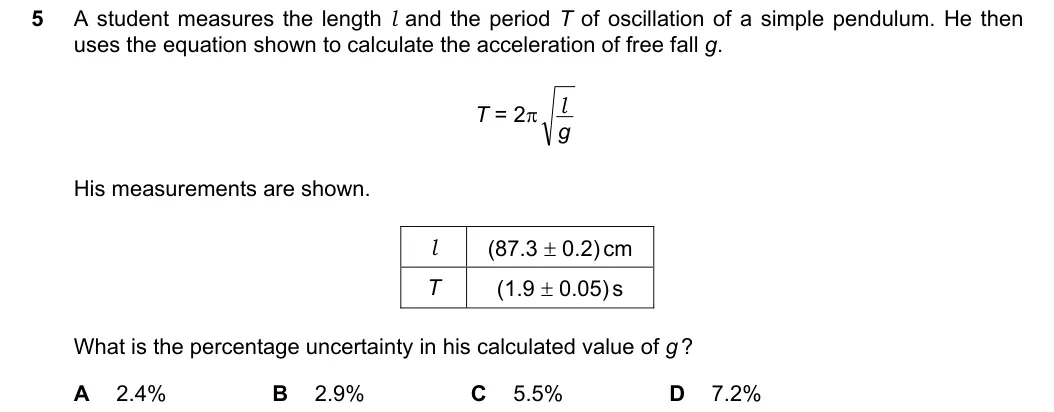 5 A student measures the length l and the period T of oscillation of a simple pendulum. He then
uses the equation shown to calculate the acceleration of free fall g.
T = 2π√(l/g)
His measurements are shown.
l (87.3 ± 0.2) cm
T (1.9 ± 0.05) s
What is the percentage uncertainty in his calculated value of g?
A 2.4% B 2.9% C 5.5% D 7.2%